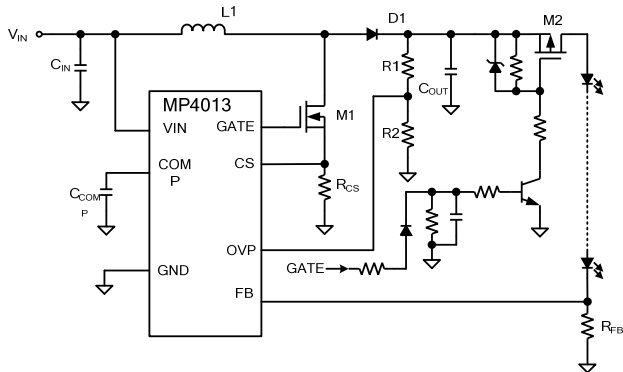 L1
D1
M2
VIN
CIN
R1
COUT
MP4013
VIN
GATE
M1
COM
P
CS
R2
RCS
CCOM
P
OVP
GND
GATE
FB
RFB